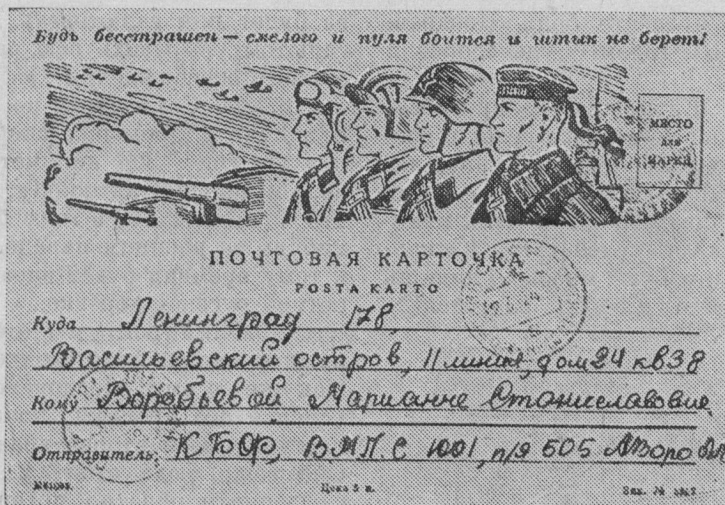 Будь бесстрашен — смелого и пуля боится и штык не берет!
МЕСТО
для
МАРКИ
ПОЧТОВАЯ КАРТОЧКА
POSTA KARTO
Куда Ленинград 178,
Васильевский остров, 11 линия, дом 24 кв 38
Кому Воробьевой Марианне Станиславовне
Отправитель: КБФ, В.М.П.С 1001, п/я 505
Цена 5 к.